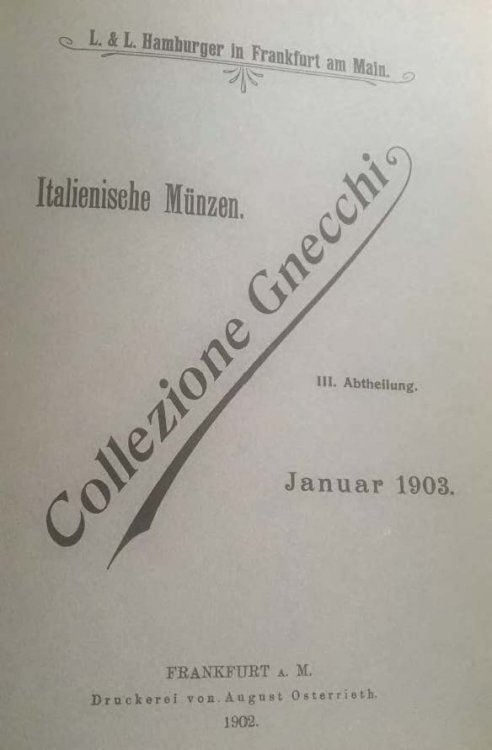 L. & L. Hamburger in Frankfurt am Main.
Italienische Münzen.
Collezione Gnecchi
III. Abtheilung.
Januar 1903.
FRANKFURT A. M.
Druckerei von August Osterrieth.
1902.